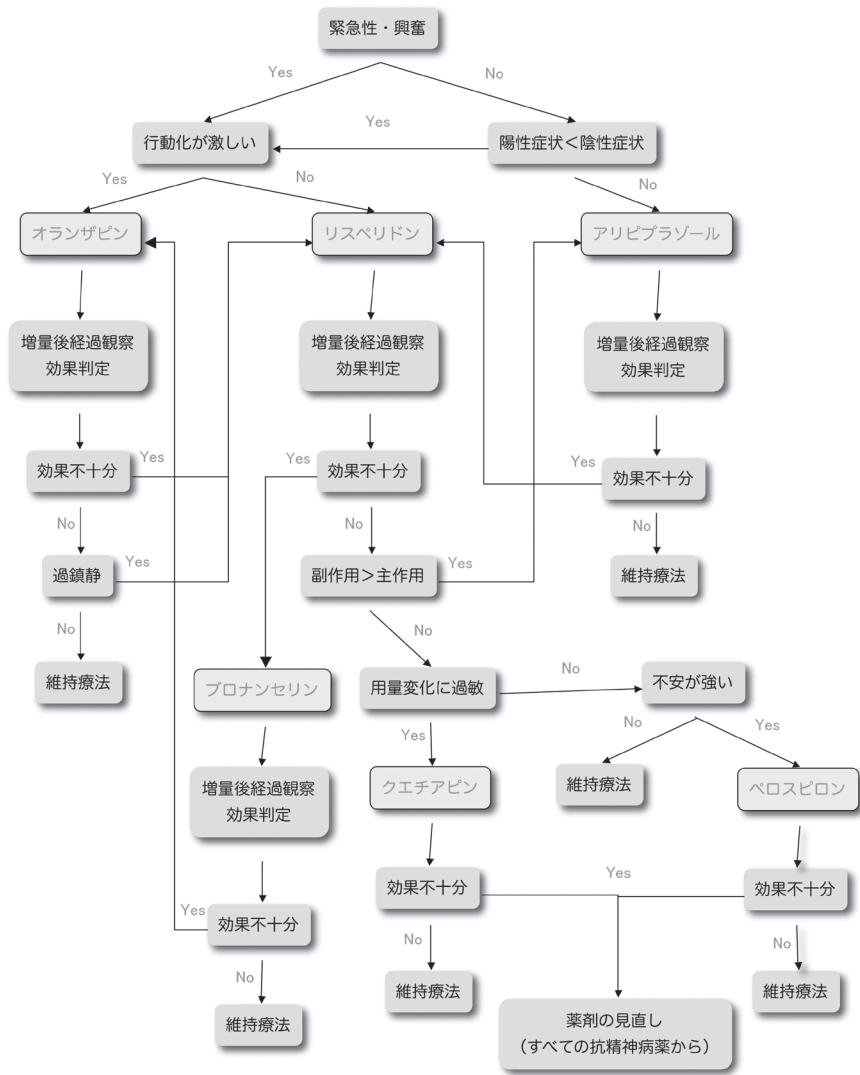 緊急性・興奮
Yes
No
行動化が激しい
Yes
陽性症状＜陰性症状
Yes
No
No
オランザピン
リスペリドン
アリピプラゾール
増量後経過観察
効果判定
増量後経過観察
効果判定
増量後経過観察
効果判定
効果不十分
Yes
Yes
効果不十分
Yes
効果不十分
No
No
No
過鎮静
Yes
副作用＞主作用
Yes
維持療法
No
No
維持療法
ブロナンセリン
用量変化に過敏
No
不安が強い
Yes
No
Yes
増量後経過観察
効果判定
クエチアピン
維持療法
ペロスピロン
効果不十分
Yes
効果不十分
Yes
効果不十分
No
No
No
維持療法
維持療法
維持療法
薬剤の見直し
（すべての抗精神病薬から）